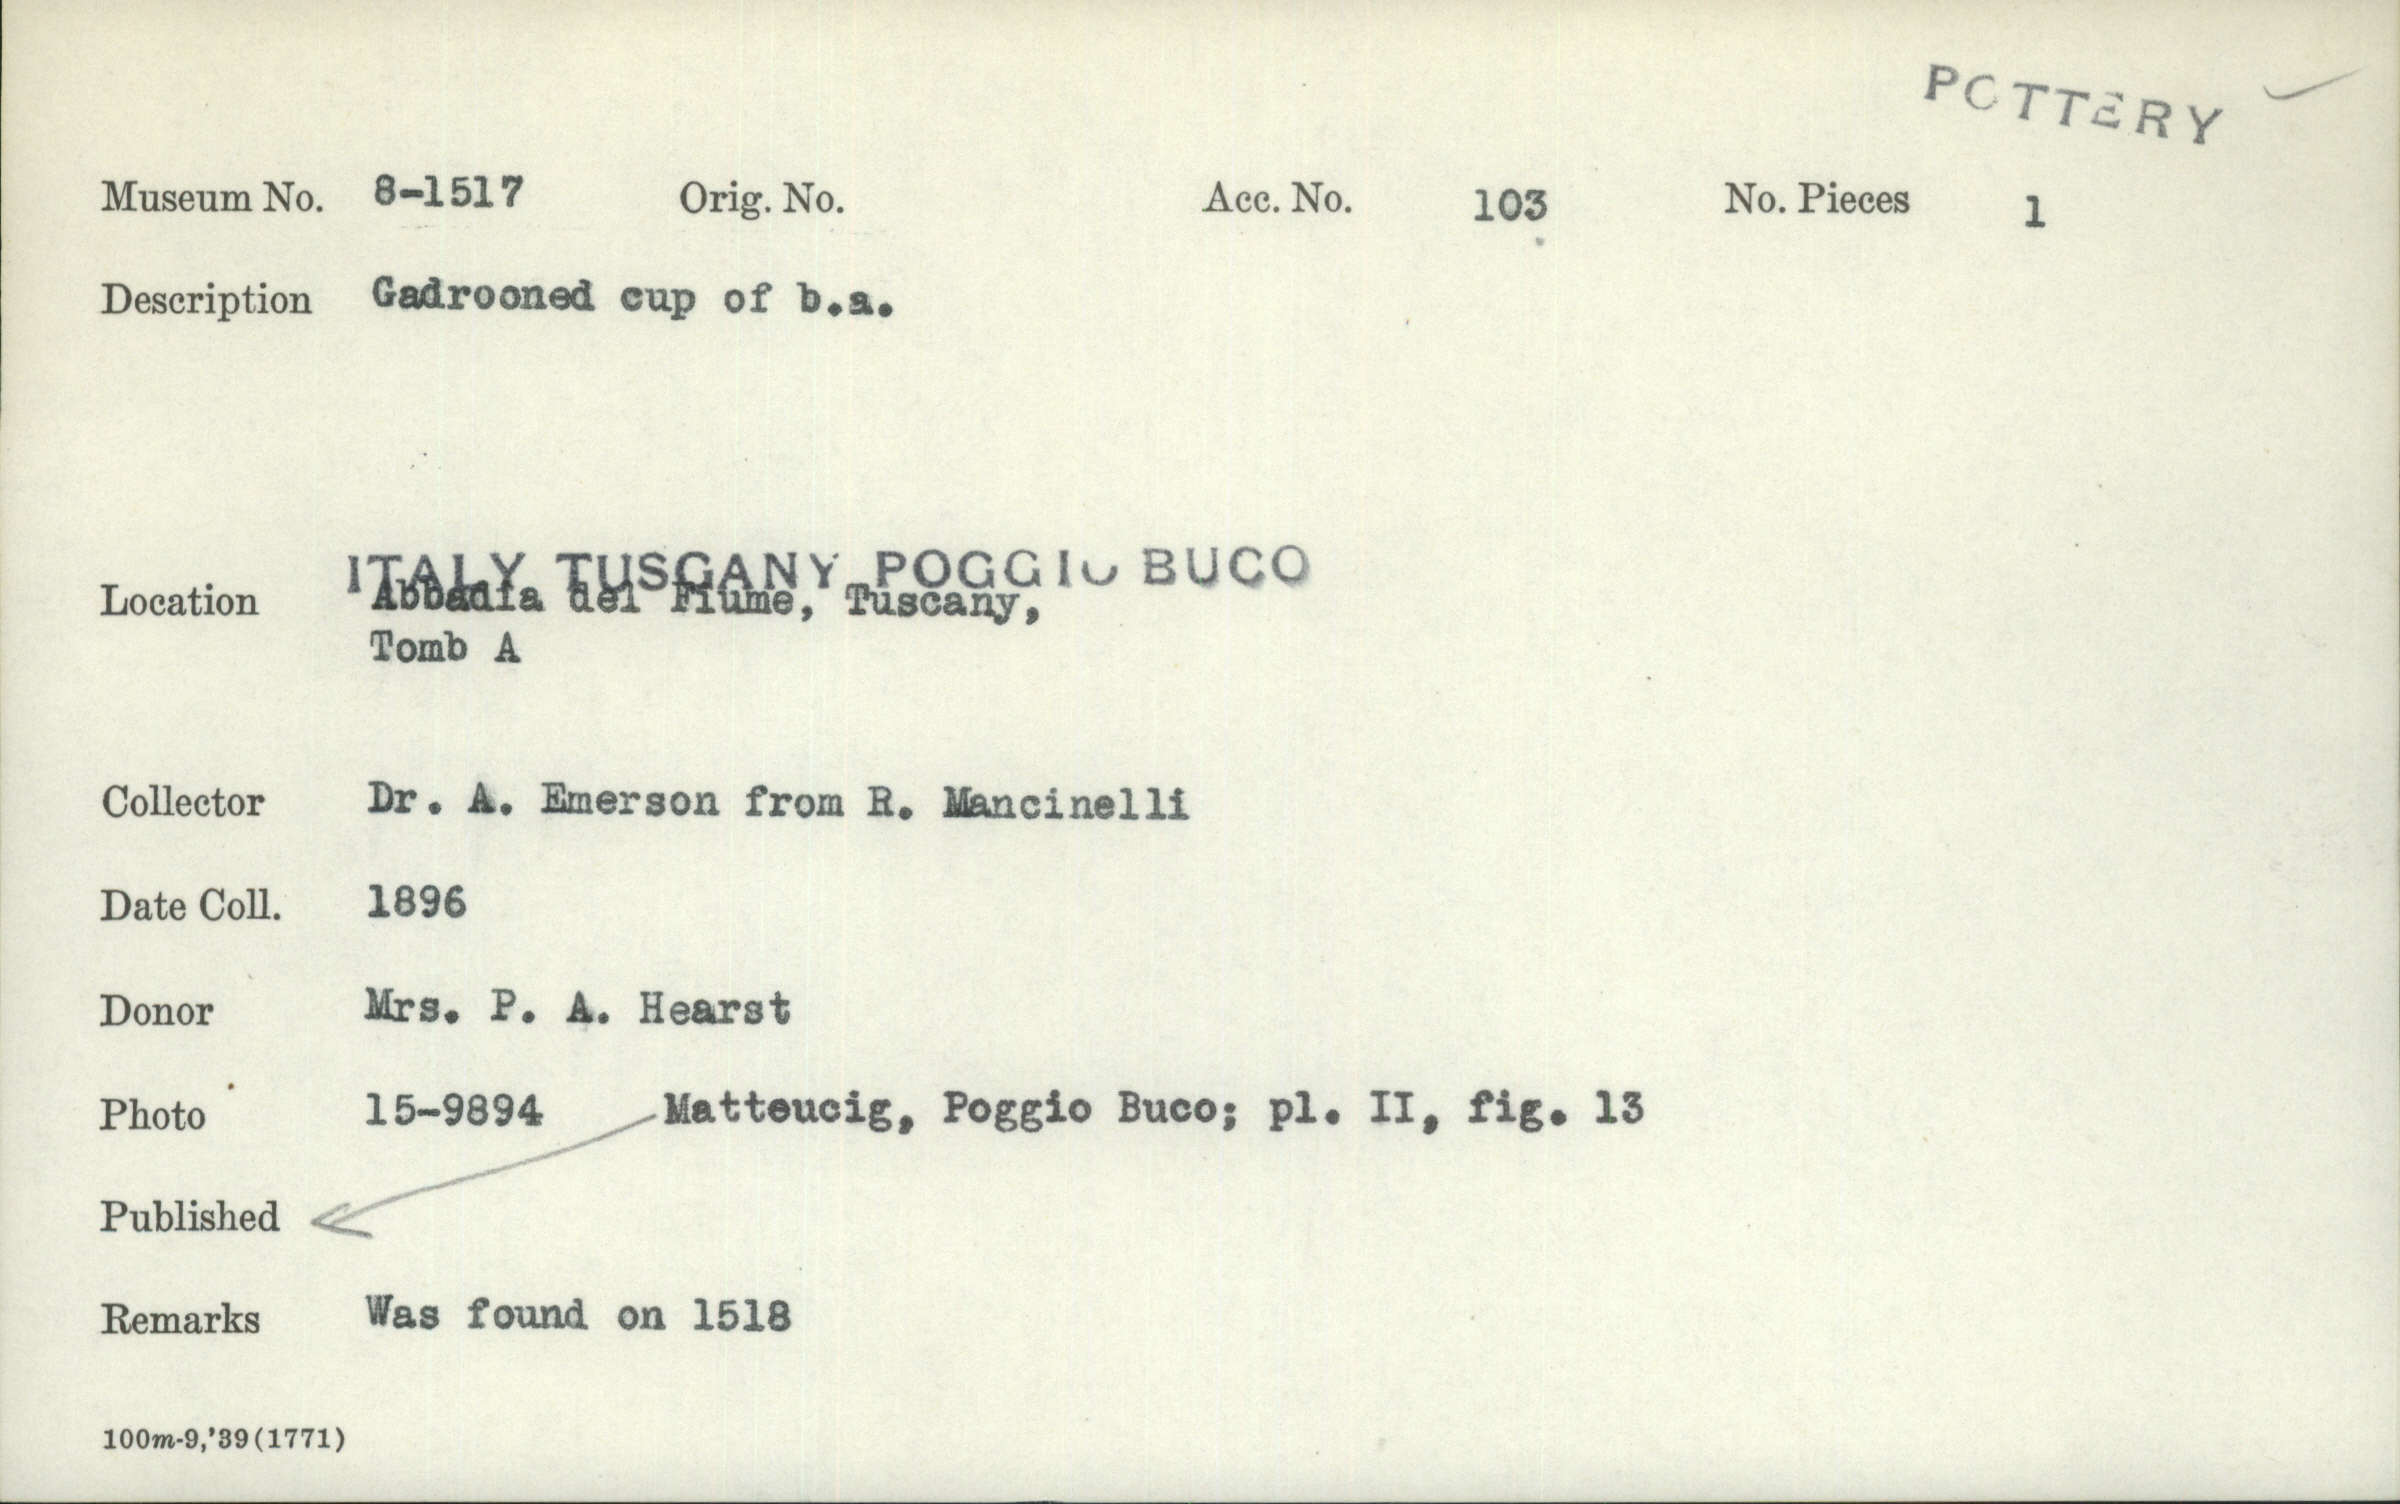 POTTERY
Museum No. 8-1517 Orig. No. Acc. No. 103 No. Pieces 1
Description Gadrooned cup of b.a.
ITALY TUSCANY POGGIO BUCO
Location Abbadia del Fiume, Tuscany,
Tomb A
Collector Dr. A. Emerson from R. Mancinelli
Date Coll. 1896
Donor Mrs. P. A. Hearst
Photo 15-9894 Matteucig, Poggio Buco; pl. II, fig. 13
Published
Remarks Was found on 1518
100m-9,'39(1771)